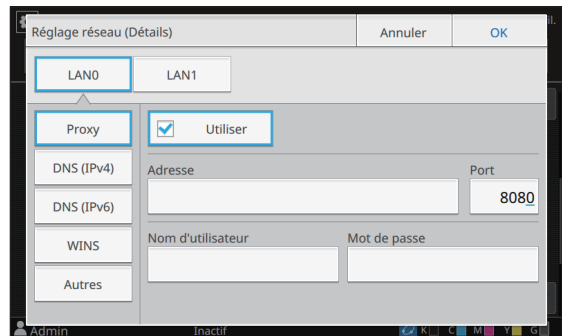 Réglage réseau (Détails)
Annuler
OK
il.
LAN0
LAN1
Proxy
Utiliser
DNS (IPv4)
Adresse
Port
DNS (IPv6)
8080
WINS
Nom d'utilisateur
Mot de passe
Autres
Admin
Inactif
K
C
M
Y
G